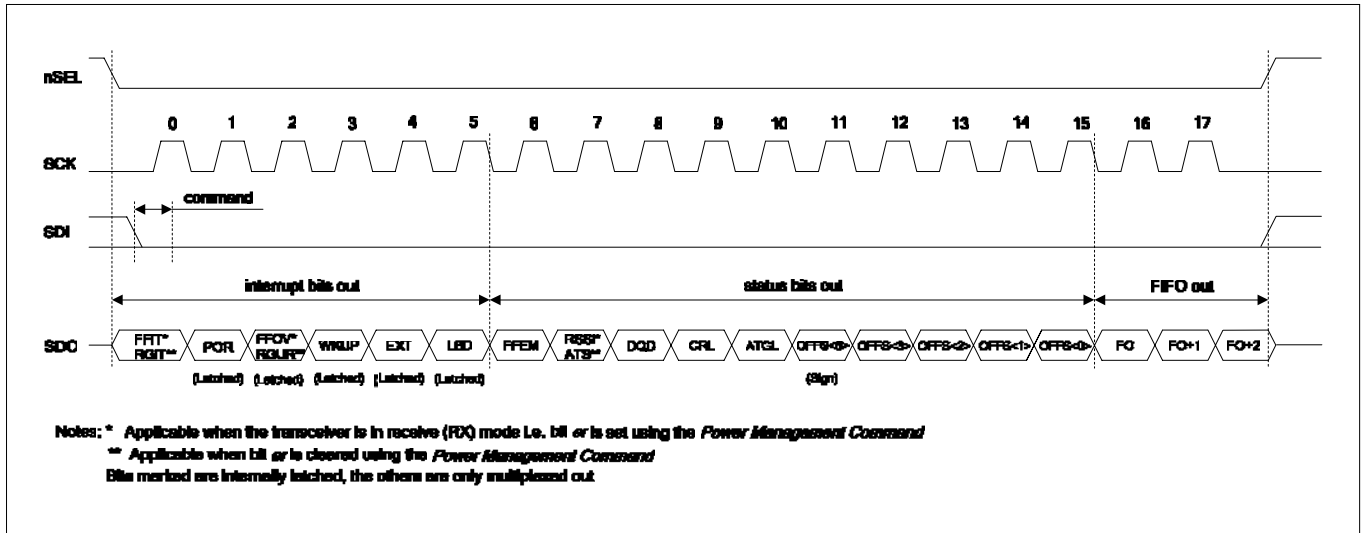 nSEL
0 1 2 3 4 5 6 7 8 9 10 11 12 13 14 15 16 17
SCK
command
SDI
interrupt bits out status bits out FIFO out
SDO
FFIT* RGIT** POR FFOV* RGUR** WKUP EXT LBD FFEM RSSI* ATS** DQD CRL ATGL OFFS<6> OFFS<3> OFFS<2> OFFS<1> OFFS<0> FO FO+1 FO+2
(Latched) (Latched) (Latched) (Latched) (Latched) (Sign)
Notes: * Applicable when the transceiver is in receive (RX) mode i.e. bit er is set using the Power Management Command
** Applicable when bit er is cleared using the Power Management Command
Bits marked are internally latched, the others are only multiplexed out